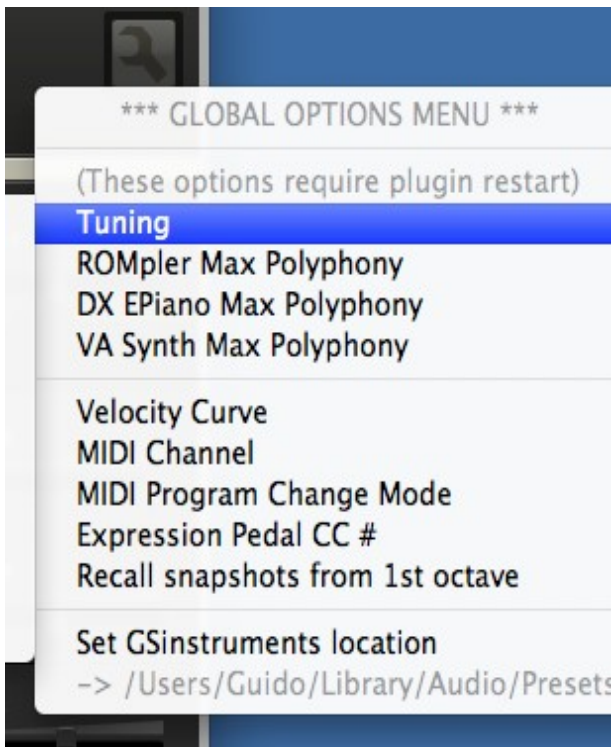 *** GLOBAL OPTIONS MENU ***
(These options require plugin restart)
Tuning
ROMpler Max Polyphony
DX EPiano Max Polyphony
VA Synth Max Polyphony
Velocity Curve
MIDI Channel
MIDI Program Change Mode
Expression Pedal CC #
Recall snapshots from 1st octave
Set GSinstruments location
-> /Users/Guido/Library/Audio/Presets